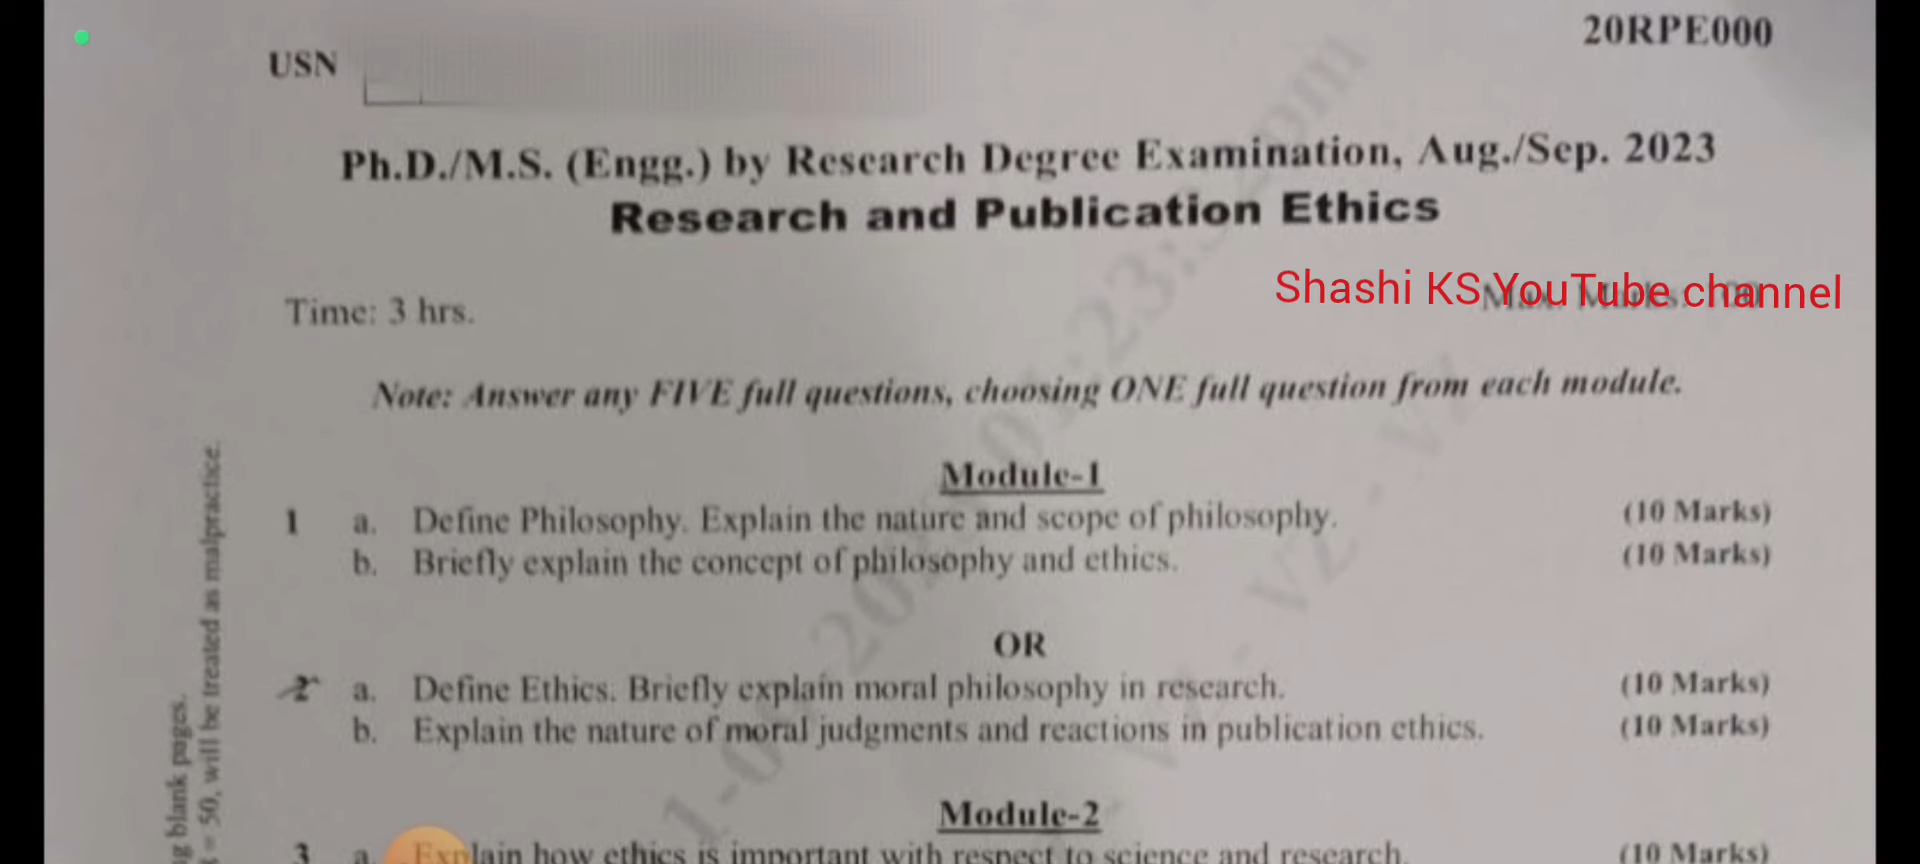 20RPE000
USN
Ph.D./M.S. (Engg.) by Research Degree Examination, Aug./Sep. 2023
Research and Publication Ethics
Shashi KS YouTube channel
Time: 3 hrs. Max. Marks: 100
Note: Answer any FIVE full questions, choosing ONE full question from each module.
Module-1
1 a. Define Philosophy. Explain the nature and scope of philosophy. (10 Marks)
b. Briefly explain the concept of philosophy and ethics. (10 Marks)
OR
2 a. Define Ethics. Briefly explain moral philosophy in research. (10 Marks)
b. Explain the nature of moral judgments and reactions in publication ethics. (10 Marks)
Module-2
3 a. Explain how ethics is important with respect to science and research. (10 Marks)
blank pages.
= 50, will be treated as malpractice.